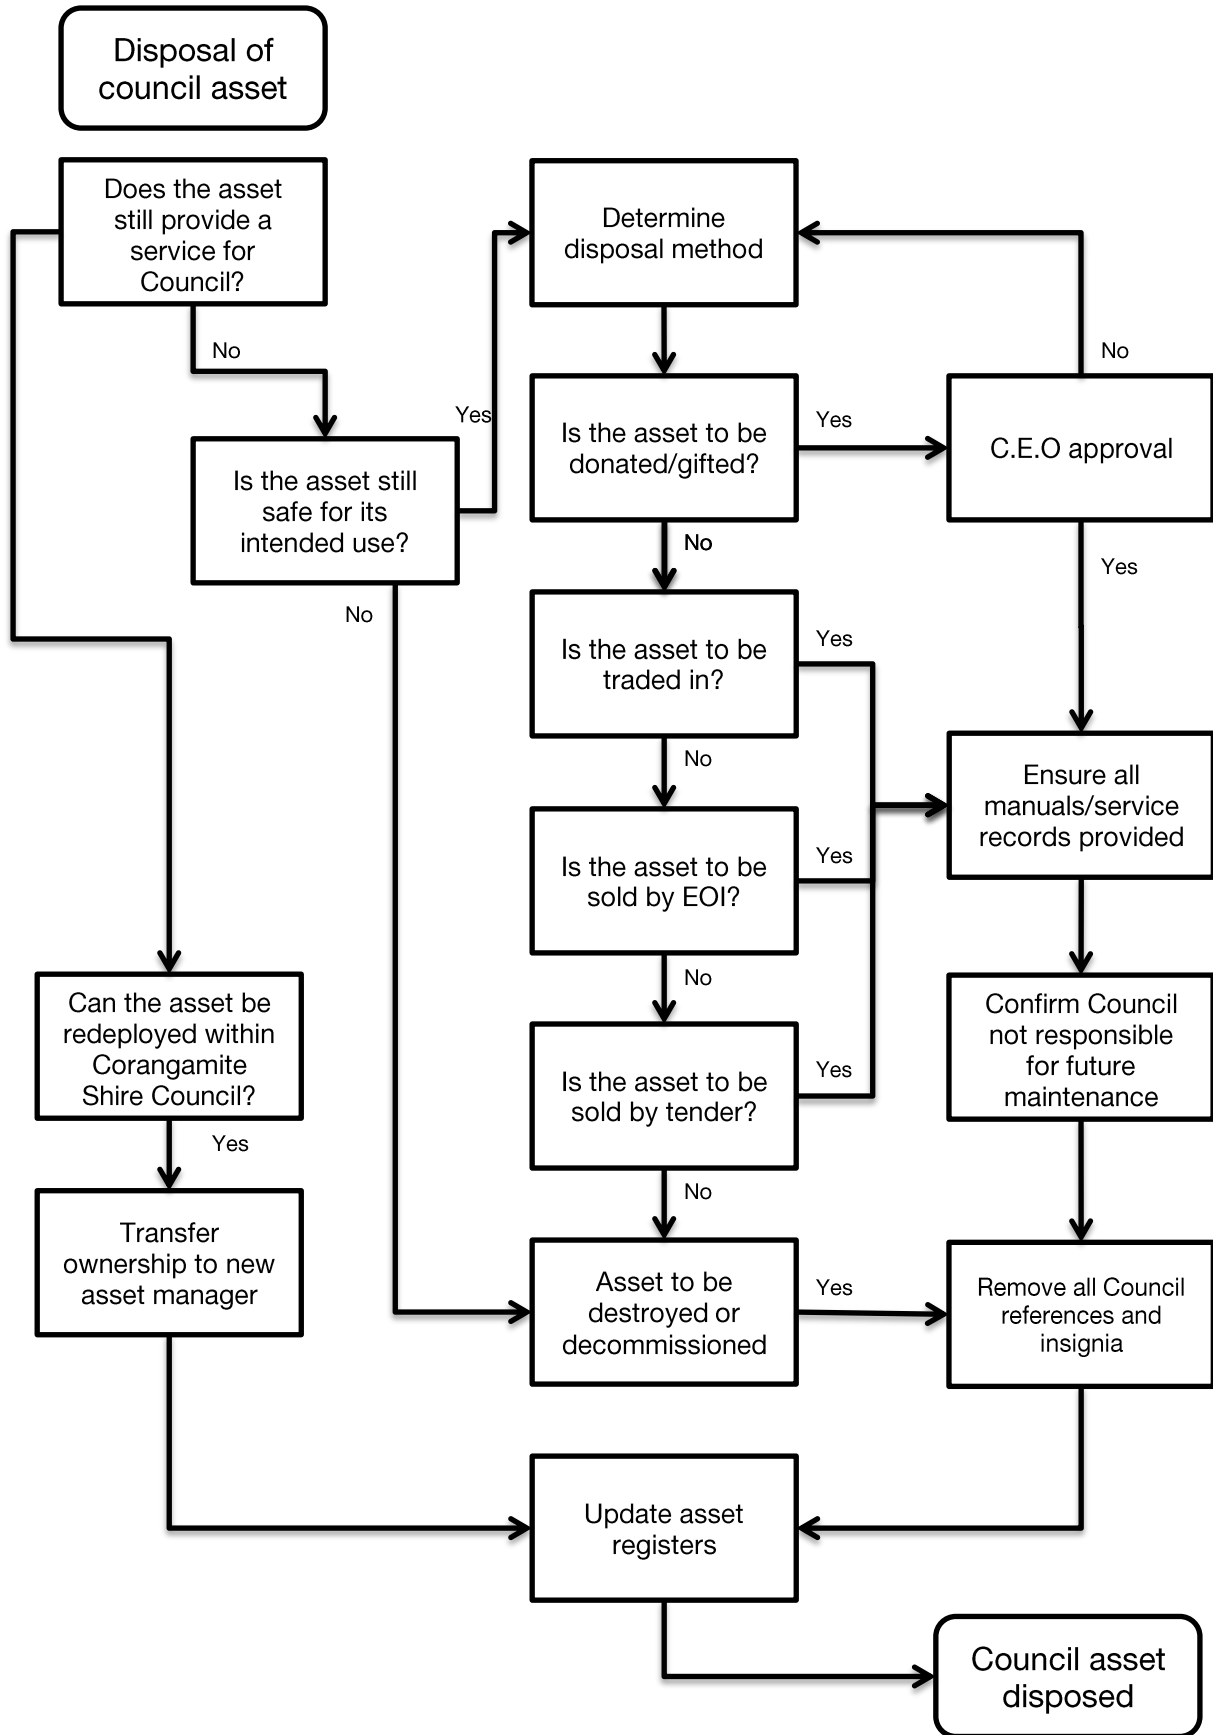 Disposal of
council asset
Does the asset
still provide a
service for
Council?
No
Is the asset still
safe for its
intended use?
Yes
No
Determine
disposal method
Is the asset to be
donated/gifted?
Yes
C.E.O approval
No
Yes
No
Is the asset to be
traded in?
Yes
No
Is the asset to be
sold by EOI?
Yes
No
Is the asset to be
sold by tender?
Yes
No
Ensure all
manuals/service
records provided
Confirm Council
not responsible
for future
maintenance
Can the asset be
redeployed within
Corangamite
Shire Council?
Yes
Transfer
ownership to new
asset manager
Asset to be
destroyed or
decommissioned
Yes
Remove all Council
references and
insignia
Update asset
registers
Council asset
disposed